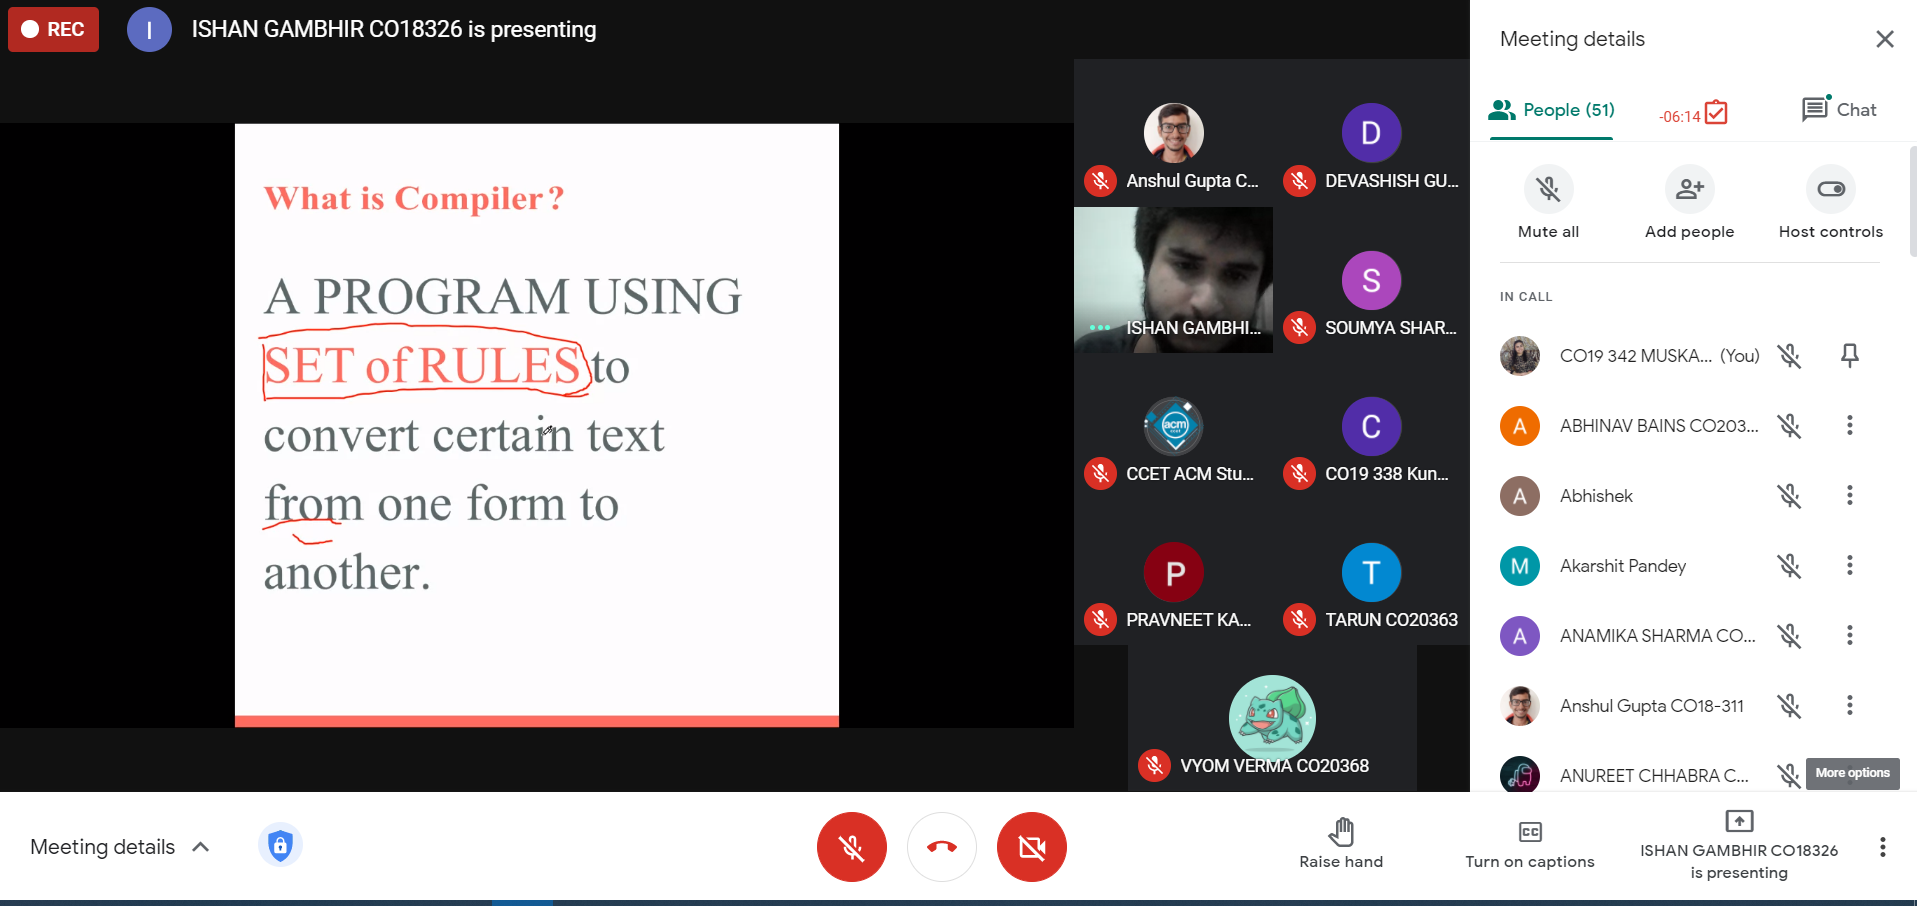 REC
I
ISHAN GAMBHIR CO18326 is presenting
What is Compiler?
A PROGRAM USING
SET of RULES to
convert certain text
from one form to
another.
Anshul Gupta C...
D
DEVASHISH GU...
ISHAN GAMBHI...
S
SOUMYA SHAR...
acm
CCET ACM Stu...
C
CO19 338 Kun...
P
PRAVNEET KA...
T
TARUN CO20363
VYOM VERMA CO20368
Meeting details
People (51)
-06:14
Chat
Mute all
Add people
Host controls
IN CALL
CO19 342 MUSKA... (You)
A
ABHINAV BAINS CO203...
A
Abhishek
M
Akarshit Pandey
A
ANAMIKA SHARMA CO...
Anshul Gupta CO18-311
ANUREET CHHABRA C...
More options
Meeting details
Raise hand
CC
Turn on captions
ISHAN GAMBHIR CO18326
is presenting